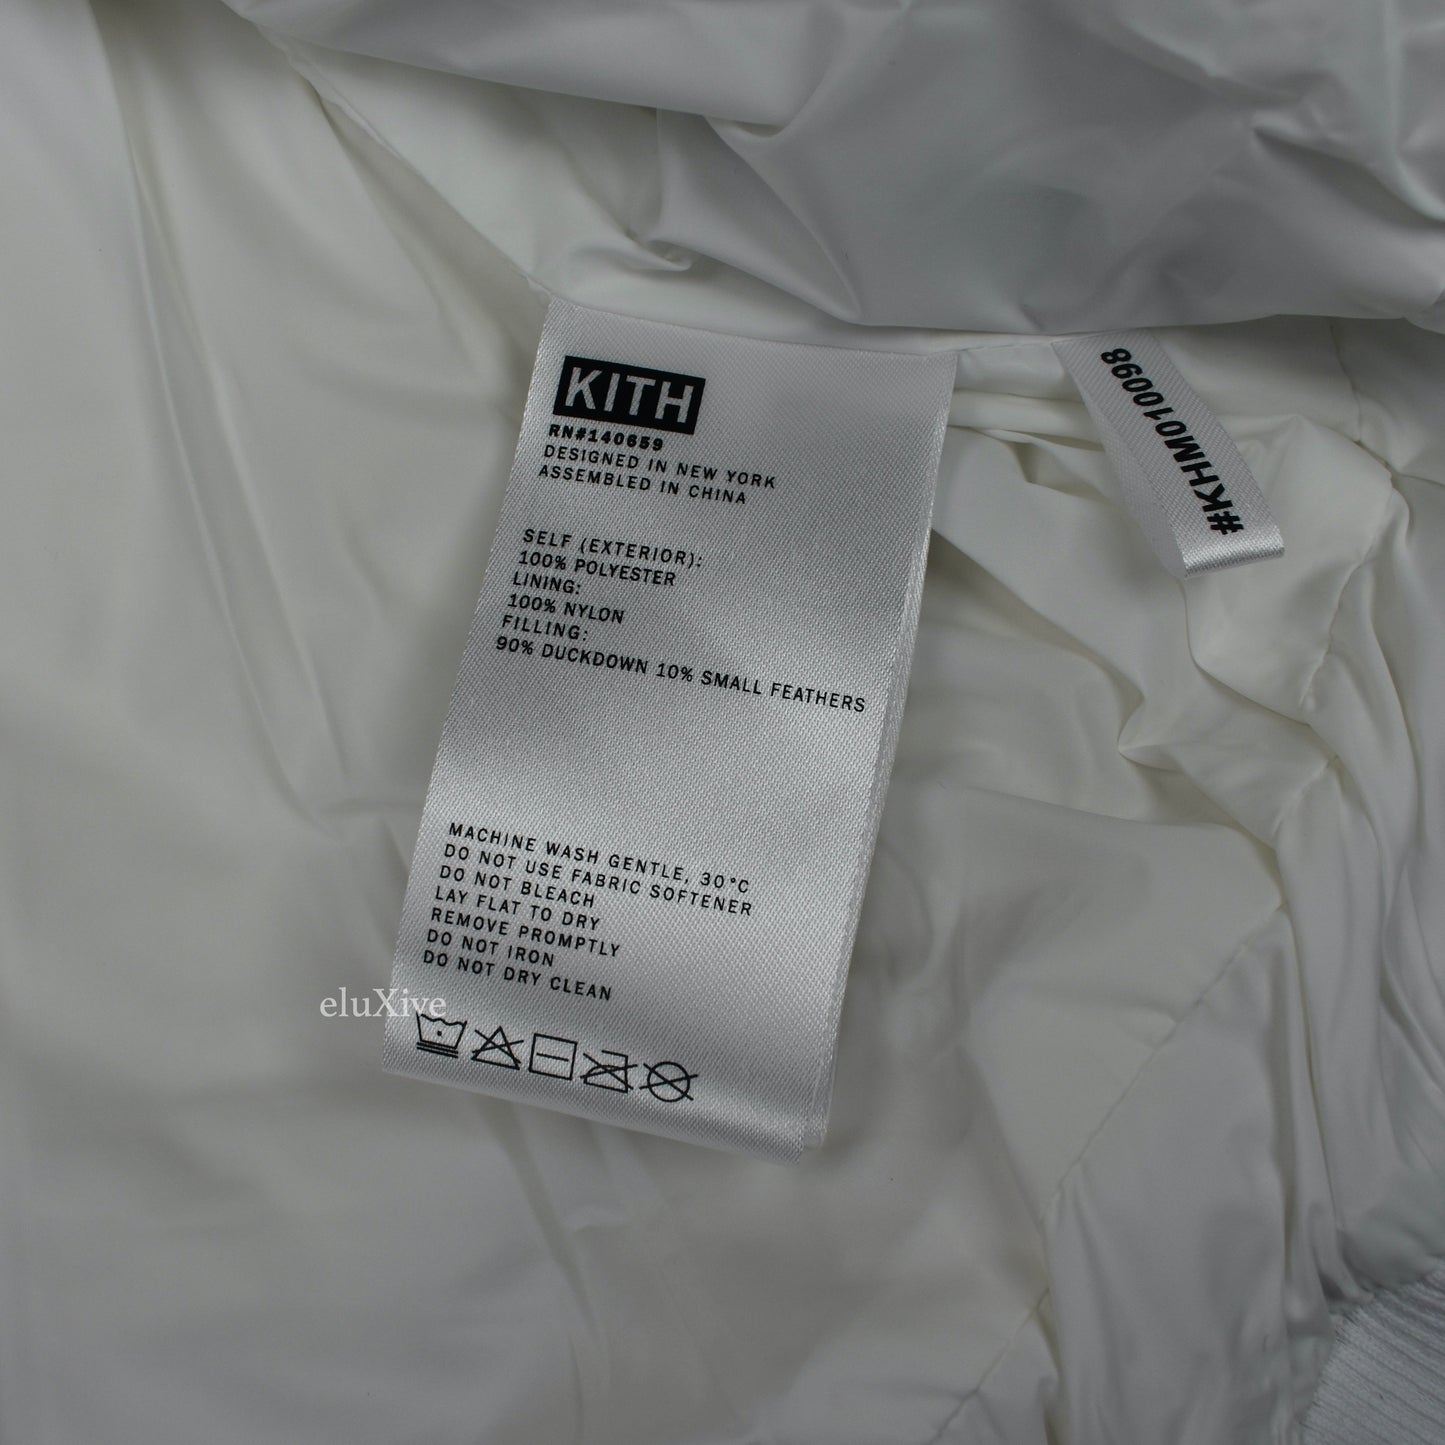 KITH
RN#140659
DESIGNED IN NEW YORK
ASSEMBLED IN CHINA
SELF (EXTERIOR):
100% POLYESTER
LINING:
100% NYLON
FILLING:
90% DUCKDOWN 10% SMALL FEATHERS
MACHINE WASH GENTLE, 30°C
DO NOT USE FABRIC SOFTENER
DO NOT BLEACH
LAY FLAT TO DRY
REMOVE PROMPTLY
DO NOT IRON
DO NOT DRY CLEAN
#KHM010098
eluXive